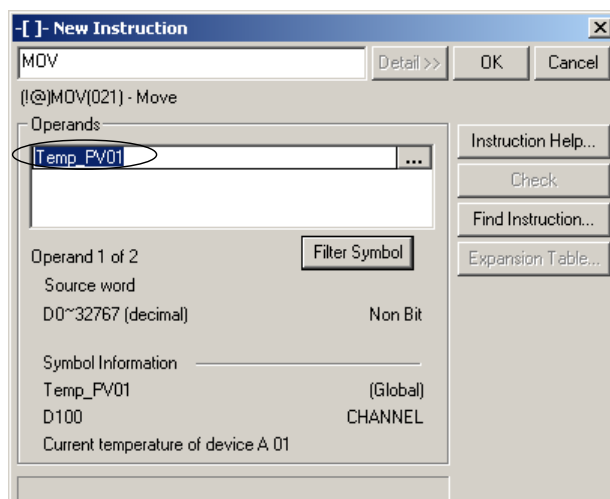 -[ ]- New Instruction
MOV
Detail >>
OK
Cancel
(!@)MOV(021) - Move
Operands
Temp_PV01
...
Instruction Help...
Check
Find Instruction...
Expansion Table...
Operand 1 of 2
Filter Symbol
Source word
D0~32767 (decimal)
Non Bit
Symbol Information
Temp_PV01
(Global)
D100
CHANNEL
Current temperature of device A 01